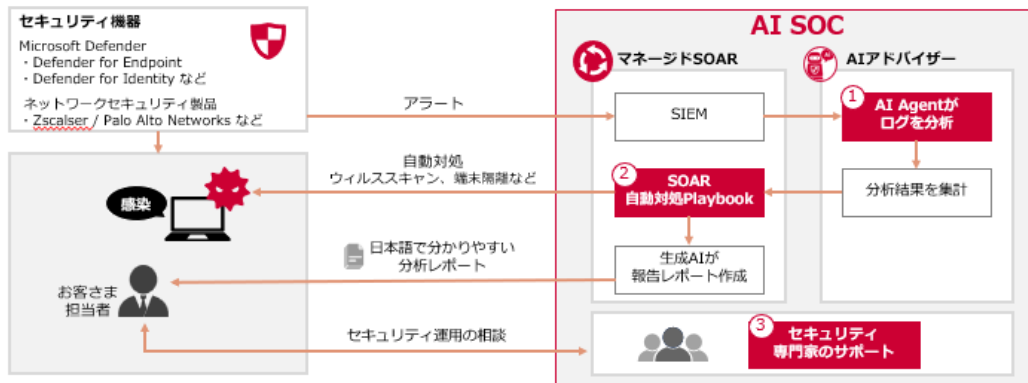 セキュリティ機器
Microsoft Defender
・Defender for Endpoint
・Defender for Identity など
ネットワークセキュリティ製品
・Zscalser / Palo Alto Networks など
アラート
自動対処
ウィルススキャン、端末隔離など
感染
日本語で分かりやすい
分析レポート
お客さま
担当者
セキュリティ運用の相談
AI SOC
マネージドSOAR
SIEM
2
SOAR
自動対処Playbook
生成AIが
報告レポート作成
AI
AIアドバイザー
1
AI Agentが
ログを分析
分析結果を集計
3
セキュリティ
専門家のサポート